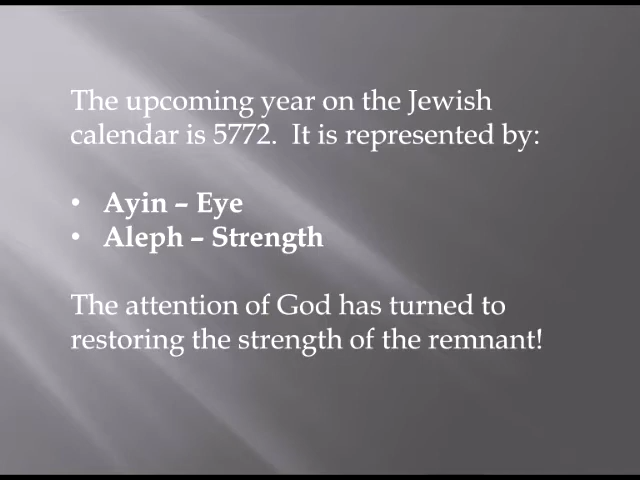 The upcoming year on the Jewish
calendar is 5772.  It is represented by:
• Ayin – Eye
• Aleph – Strength
The attention of God has turned to
restoring the strength of the remnant!